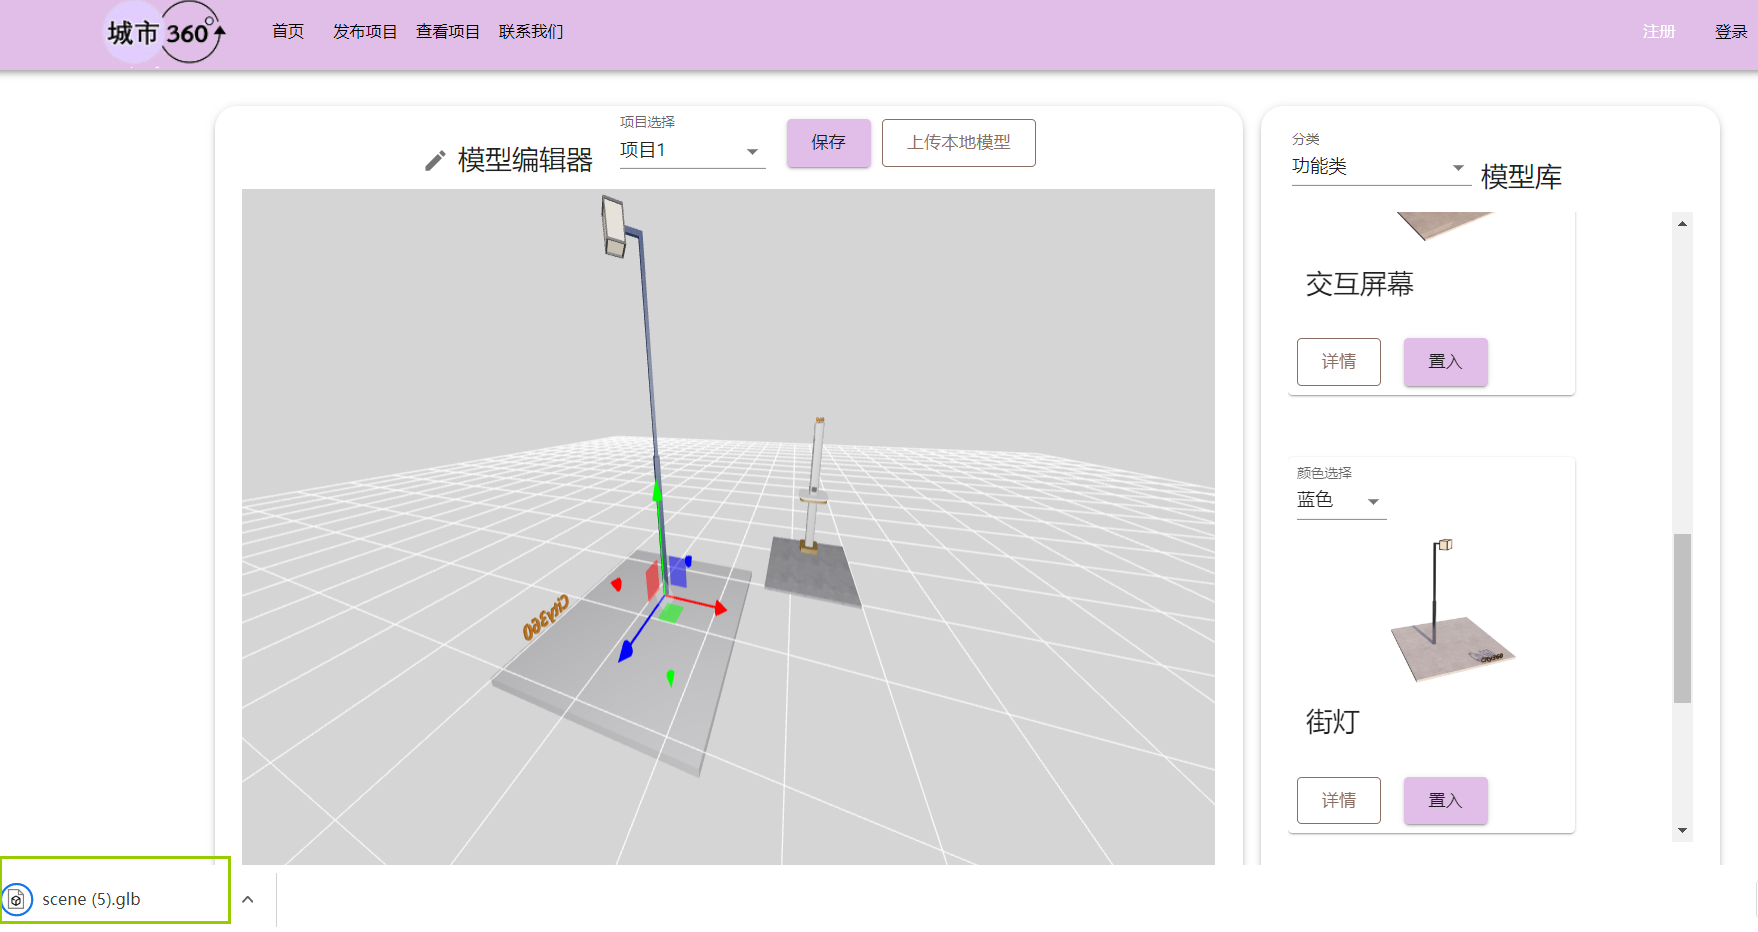 城市 360°
首页 发布项目 查看项目 联系我们 注册 登录
模型编辑器
项目选择
项目1
保存
上传本地模型
City360
分类
功能类
模型库
交互屏幕
详情 置入
颜色选择
蓝色
City360
街灯
详情 置入
scene (5).glb